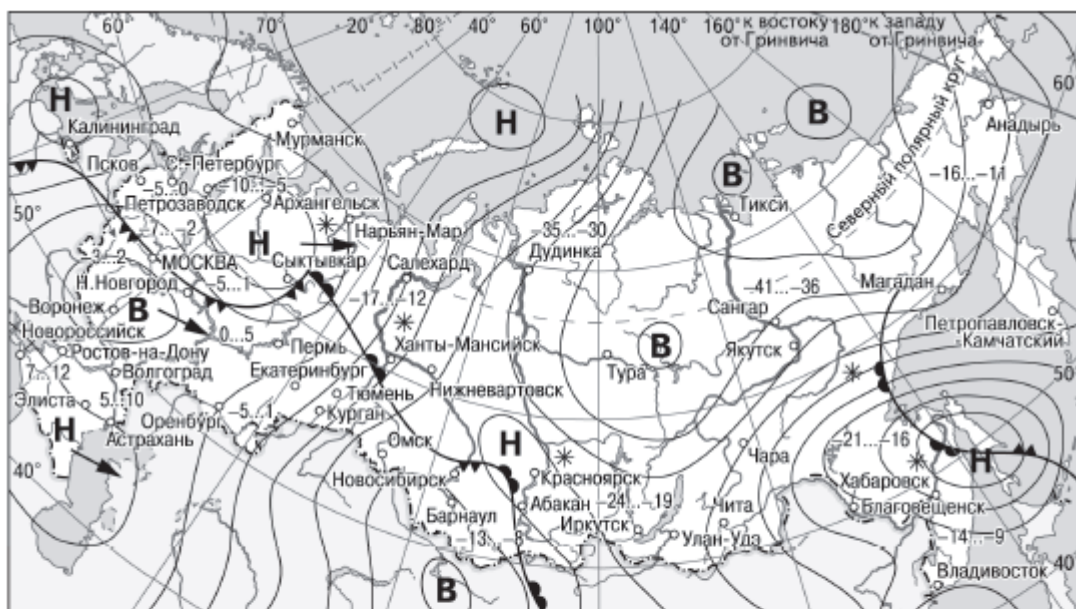 60°
70°
20°
40°
60°
100°
140°
160°
к востоку
от Гринвича
180°
к западу
от Гринвича
60°
Н
Калининград
Мурманск
Н
В
Северный полярный круг
Анадырь
Псков
С.-Петербург
−5...0
−10...−5
Петрозаводск
Архангельск
−16...−11
50°
−7...−2
Н
Нарьян-Мар
В
Тикси
−35...−30
Дудинка
−3...2
МОСКВА
Сыктывкар
Салехард
Н.Новгород
−5...−1
−17...−12
−41...−36
Магадан
Воронеж
В
Сангар
Новороссийск
0...5
Пермь
Ханты-Мансийск
В
Якутск
Петропавловск-
Камчатский
Ростов-на-Дону
Екатеринбург
Тура
50°
7...12
Волгоград
Тюмень
Нижневартовск
Элиста
5...10
Оренбург
−5...1
Курган
Н
Астрахань
Омск
Н
Чара
−21...−16
Н
40°
Новосибирск
Красноярск
Хабаровск
Барнаул
Абакан
−24...−19
Чита
Благовещенск
−13...−8
Иркутск
Улан-Удэ
−14...−9
40°
В
Владивосток